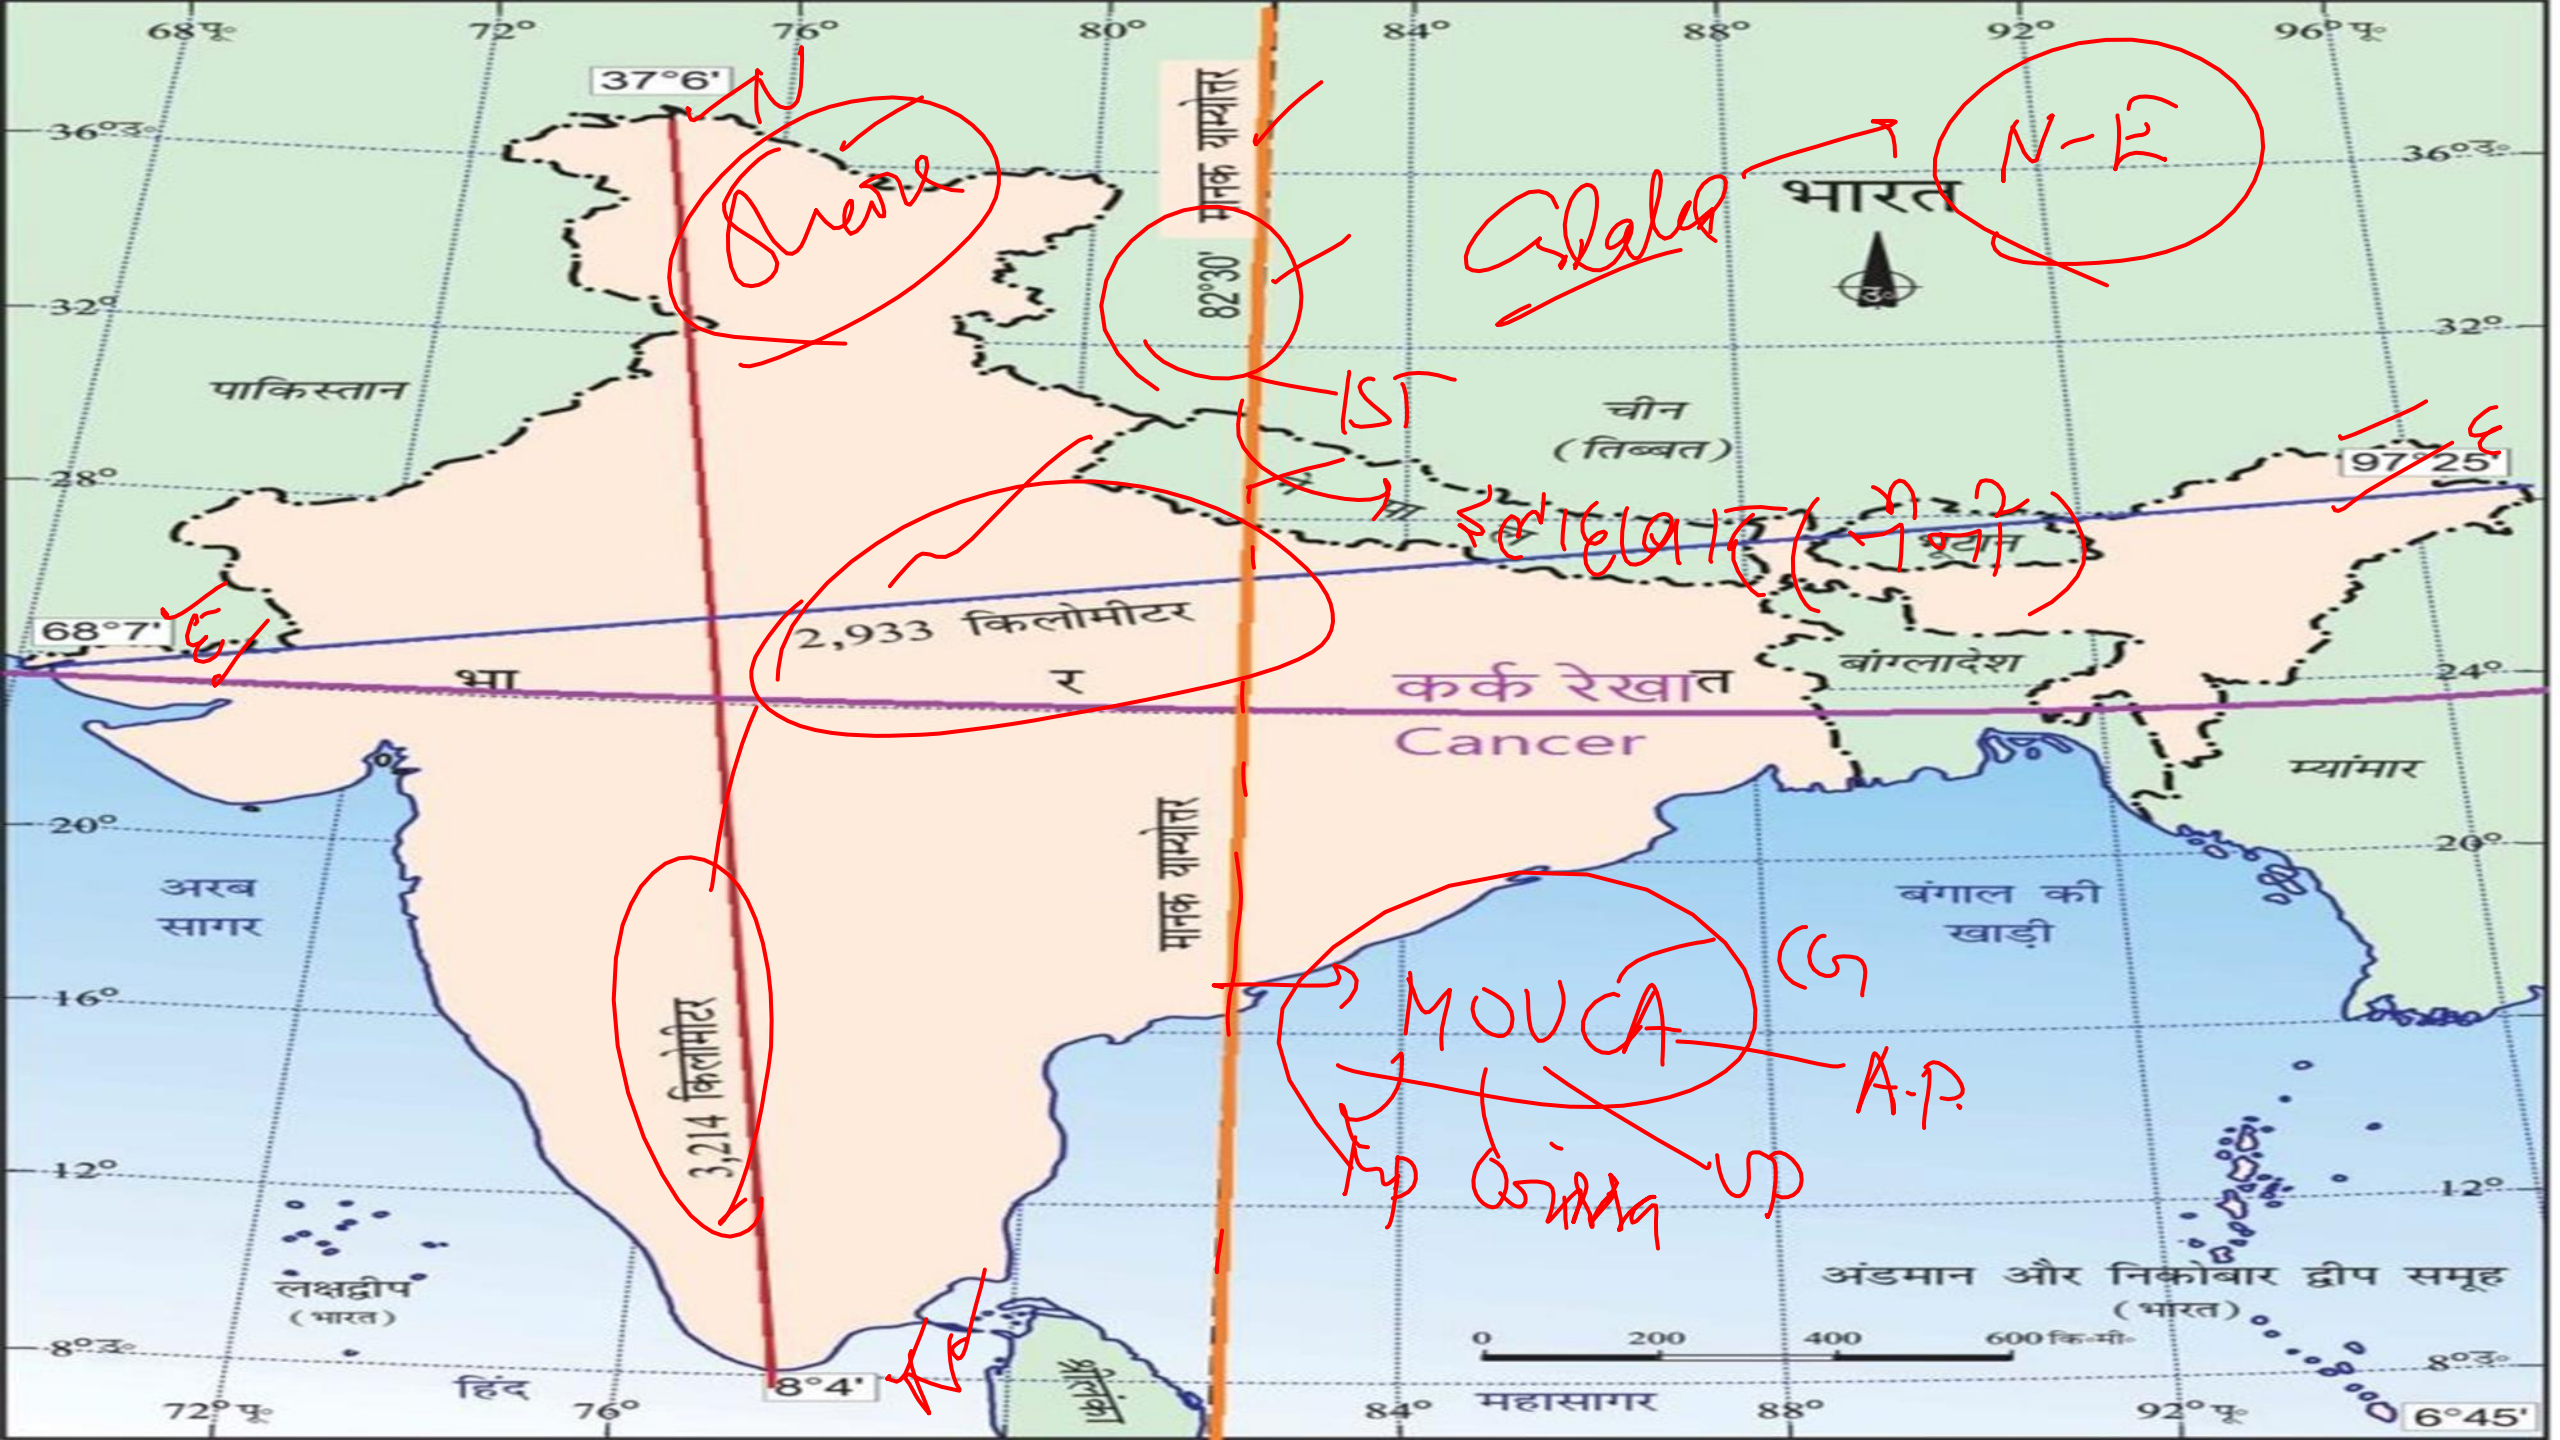 68°पू॰ 72° 76° 80° 84° 88° 92° 96° पू॰
37°6'
N
मानक याम्योत्तर
N-E
36°उ॰ 36°उ॰
भारत
82°30'
उ॰
32° 32°
IST
पाकिस्तान
चीन
(तिब्बत)
E
97°25'
28°
ने पा ल
भूटान
68°7'
E
2,933 किलोमीटर
बांग्लादेश
24°
भा र त
कर्क रेखा
Cancer
म्यांमार
20° 20°
मानक याम्योत्तर
अरब
सागर
बंगाल की
खाड़ी
CG
16°
MOUCA
A.P.
3,214 किलोमीटर
12° 12°
MP UP
लक्षद्वीप
(भारत)
अंडमान और निकोबार द्वीप समूह
(भारत)
0 200 400 600 कि॰मी॰
8°उ॰ 8°उ॰
8°4'
N
हिंद महासागर
श्रीलंका
72° पू॰ 76° 84° 88° 92° पू॰
6°45'